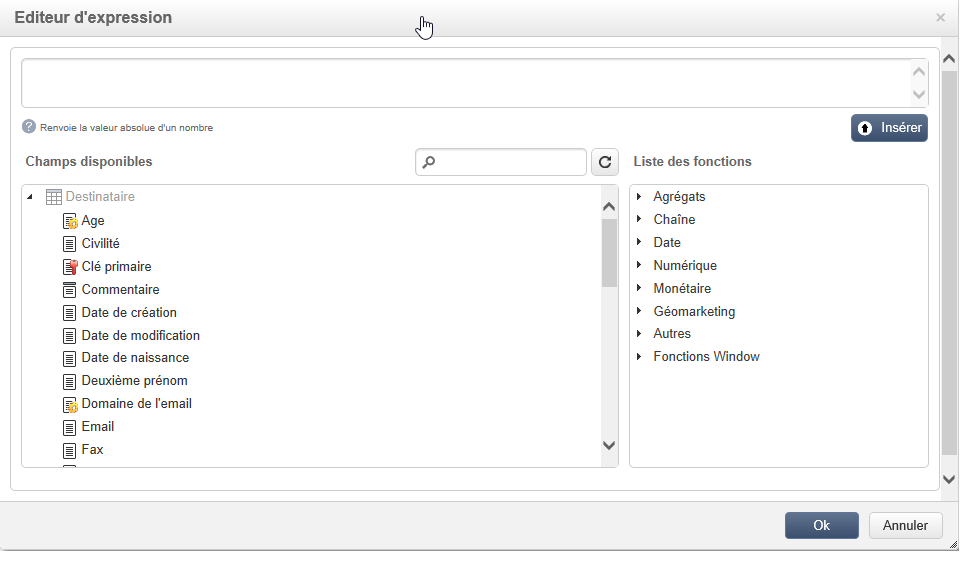 Editeur d'expression
Renvoie la valeur absolue d'un nombre
Insérer
Champs disponibles
Liste des fonctions
Destinataire
Age
Civilité
Clé primaire
Commentaire
Date de création
Date de modification
Date de naissance
Deuxième prénom
Domaine de l'email
Email
Fax
Agrégats
Chaîne
Date
Numérique
Monétaire
Géomarketing
Autres
Fonctions Window
Ok
Annuler